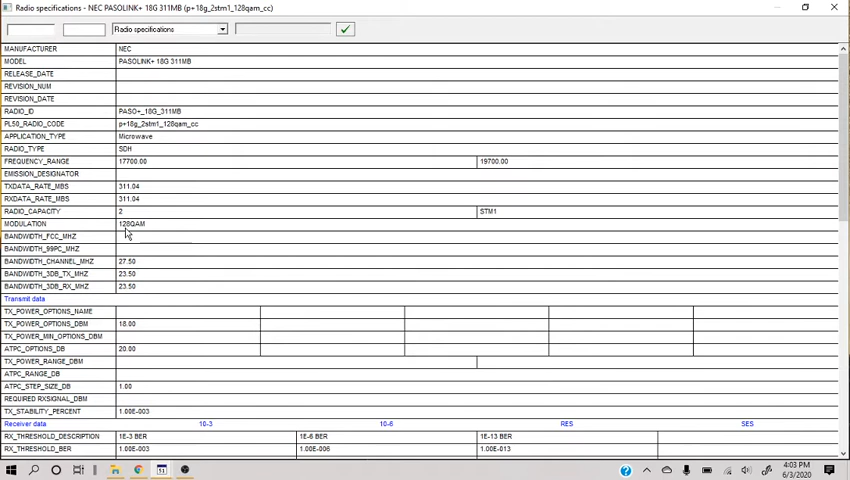 Radio specifications - NEC PASOLINK+ 18G 311MB (p+18g_2stm1_128qam_cc)
Radio specifications
MANUFACTURER NEC
MODEL PASOLINK+ 18G 311MB
RELEASE_DATE
REVISION_NUM
REVISION_DATE
RADIO_ID PASO+_18G_311MB
PL50_RADIO_CODE p+18g_2stm1_128qam_cc
APPLICATION_TYPE Microwave
RADIO_TYPE SDH
FREQUENCY_RANGE 17700.00 19700.00
EMISSION_DESIGNATOR
TXDATA_RATE_MBS 311.04
RXDATA_RATE_MBS 311.04
RADIO_CAPACITY 2 STM1
MODULATION 128QAM
BANDWIDTH_FCC_MHZ
BANDWIDTH_99PC_MHZ
BANDWIDTH_CHANNEL_MHZ 27.50
BANDWIDTH_3DB_TX_MHZ 23.50
BANDWIDTH_3DB_RX_MHZ 23.50
Transmit data
TX_POWER_OPTIONS_NAME
TX_POWER_OPTIONS_DBM 18.00
TX_POWER_MIN_OPTIONS_DBM
ATPC_OPTIONS_DB 20.00
TX_POWER_RANGE_DBM
ATPC_RANGE_DB
ATPC_STEP_SIZE_DB 1.00
REQUIRED RXSIGNAL_DBM
TX_STABILITY_PERCENT 1.00E-003
Receiver data 10-3 10-6 RES SES
RX_THRESHOLD_DESCRIPTION 1E-3 BER 1E-6 BER 1E-13 BER
RX_THRESHOLD_BER 1.00E-003 1.00E-006 1.00E-013
4:03 PM
6/3/2020